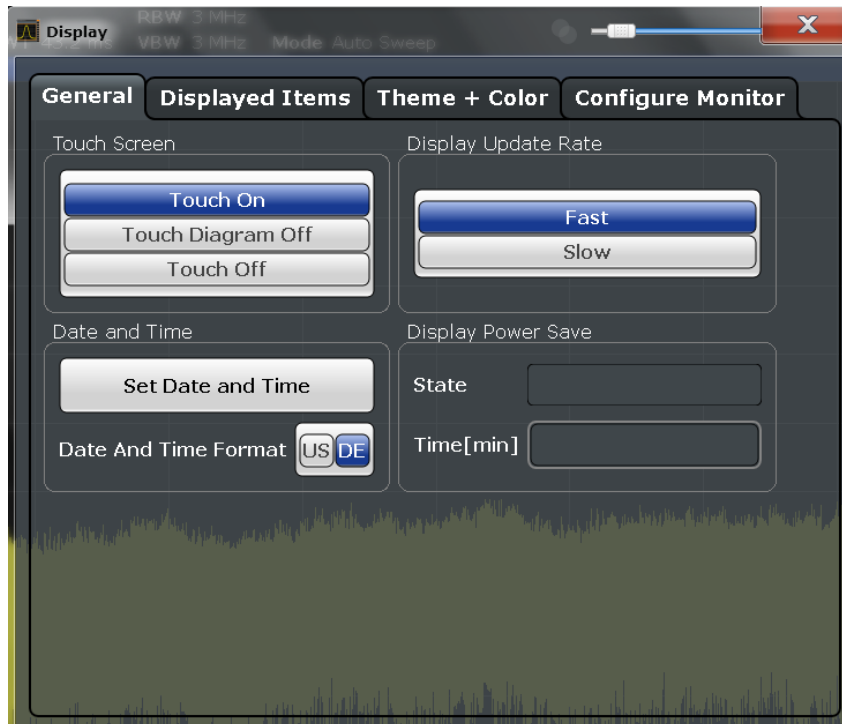 RBW 3 MHz
Display
VBW 3 MHz Mode Auto Sweep
X
General Displayed Items Theme + Color Configure Monitor
Touch Screen
Touch On
Touch Diagram Off
Touch Off
Display Update Rate
Fast
Slow
Date and Time
Set Date and Time
Date And Time Format US DE
Display Power Save
State
Time[min]